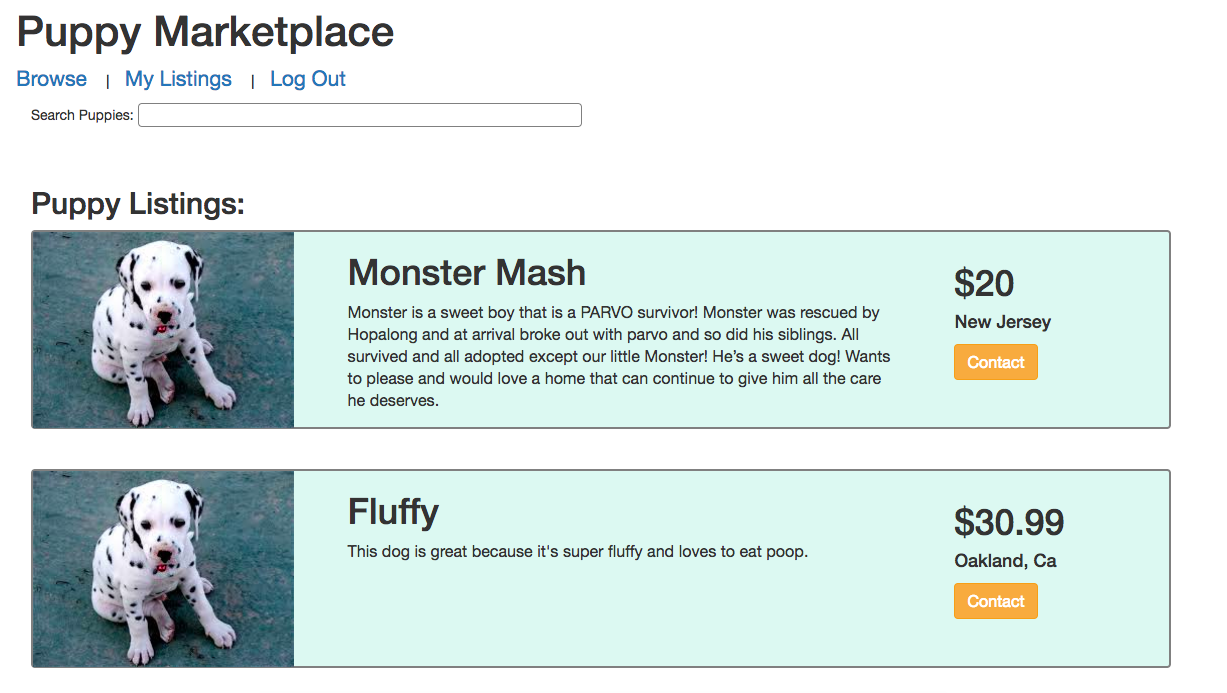 Puppy Marketplace
Browse | My Listings | Log Out
Search Puppies:
Puppy Listings:
Monster Mash
Monster is a sweet boy that is a PARVO survivor! Monster was rescued by
Hopalong and at arrival broke out with parvo and so did his siblings. All
survived and all adopted except our little Monster! He’s a sweet dog! Wants
to please and would love a home that can continue to give him all the care
he deserves.
$20
New Jersey
Contact
Fluffy
This dog is great because it's super fluffy and loves to eat poop.
$30.99
Oakland, Ca
Contact